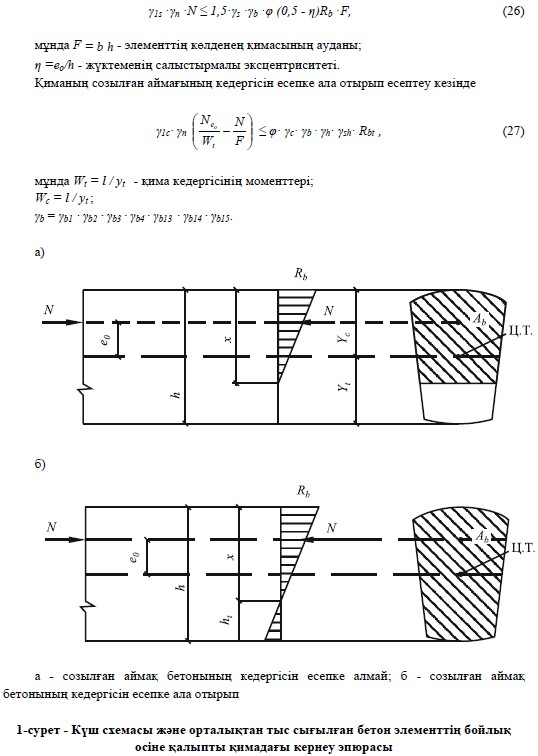 γ1s ·γn ·N ≤ 1,5·γs ·γb ·φ (0,5 - η)Rb ·F, (26)
мұнда F = b h - элементтің көлденең қимасының ауданы;
η =eo/h - жүктеменің салыстырмалы эксцентриситеті.
Қиманың созылған аймағының кедергісін есепке ала отырып есептеу кезінде
γ1c· γn (Neo/Wt − N/F) ≤ φ· γc· γb · γh· γsh· Rbt , (27)
мұнда Wt = l / yt - қима кедергісінің моменттері;
Wc = l / yt ;
γb = γb1 · γb2 · γb3 · γb4 · γb13 · γb14 · γb15.
а)
Rb
N
e0
h
x
N
Yc
Yt
Ab
Ц.Т.
б)
Rb
N
e0
h
x
ht
N
Ab
Ц.Т.
а - созылған аймақ бетонының кедергісін есепке алмай; б - созылған аймақ
бетонының кедергісін есепке ала отырып
1-сурет - Күш схемасы және орталықтан тыс сығылған бетон элементтің бойлық
осіне қалыпты қимадағы кернеу эпюрасы